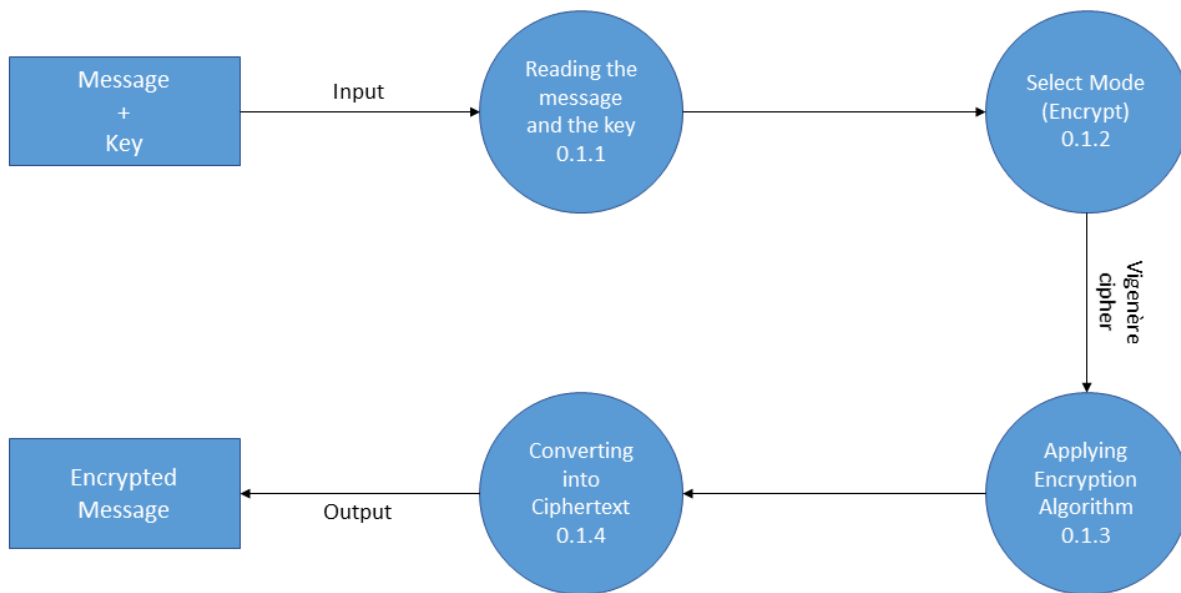 Message
+
Key
Input
Reading the
message
and the key
0.1.1
Select Mode
(Encrypt)
0.1.2
Vigenère
cipher
Applying
Encryption
Algorithm
0.1.3
Converting
into
Ciphertext
0.1.4
Output
Encrypted
Message